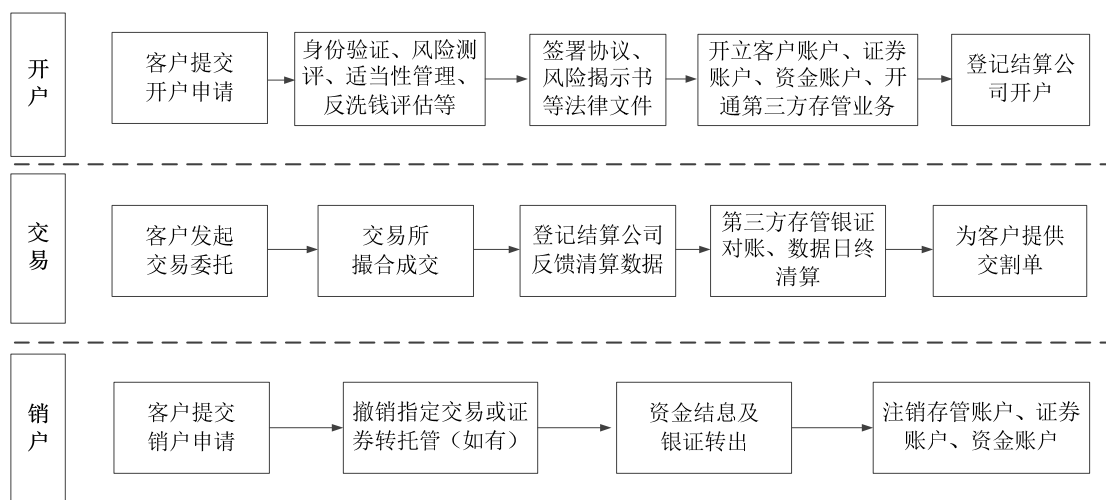 开
户
客户提交
开户申请
身份验证、风险测
评、适当性管理、
反洗钱评估等
签署协议、
风险揭示书
等法律文件
开立客户账户、证券
账户、资金账户、开
通第三方存管业务
登记结算公
司开户
交
易
客户发起
交易委托
交易所
撮合成交
登记结算公司
反馈清算数据
第三方存管银证
对账、数据日终
清算
为客户提供
交割单
销
户
客户提交
销户申请
撤销指定交易或证
券转托管（如有）
资金结息及
银证转出
注销存管账户、证券
账户、资金账户